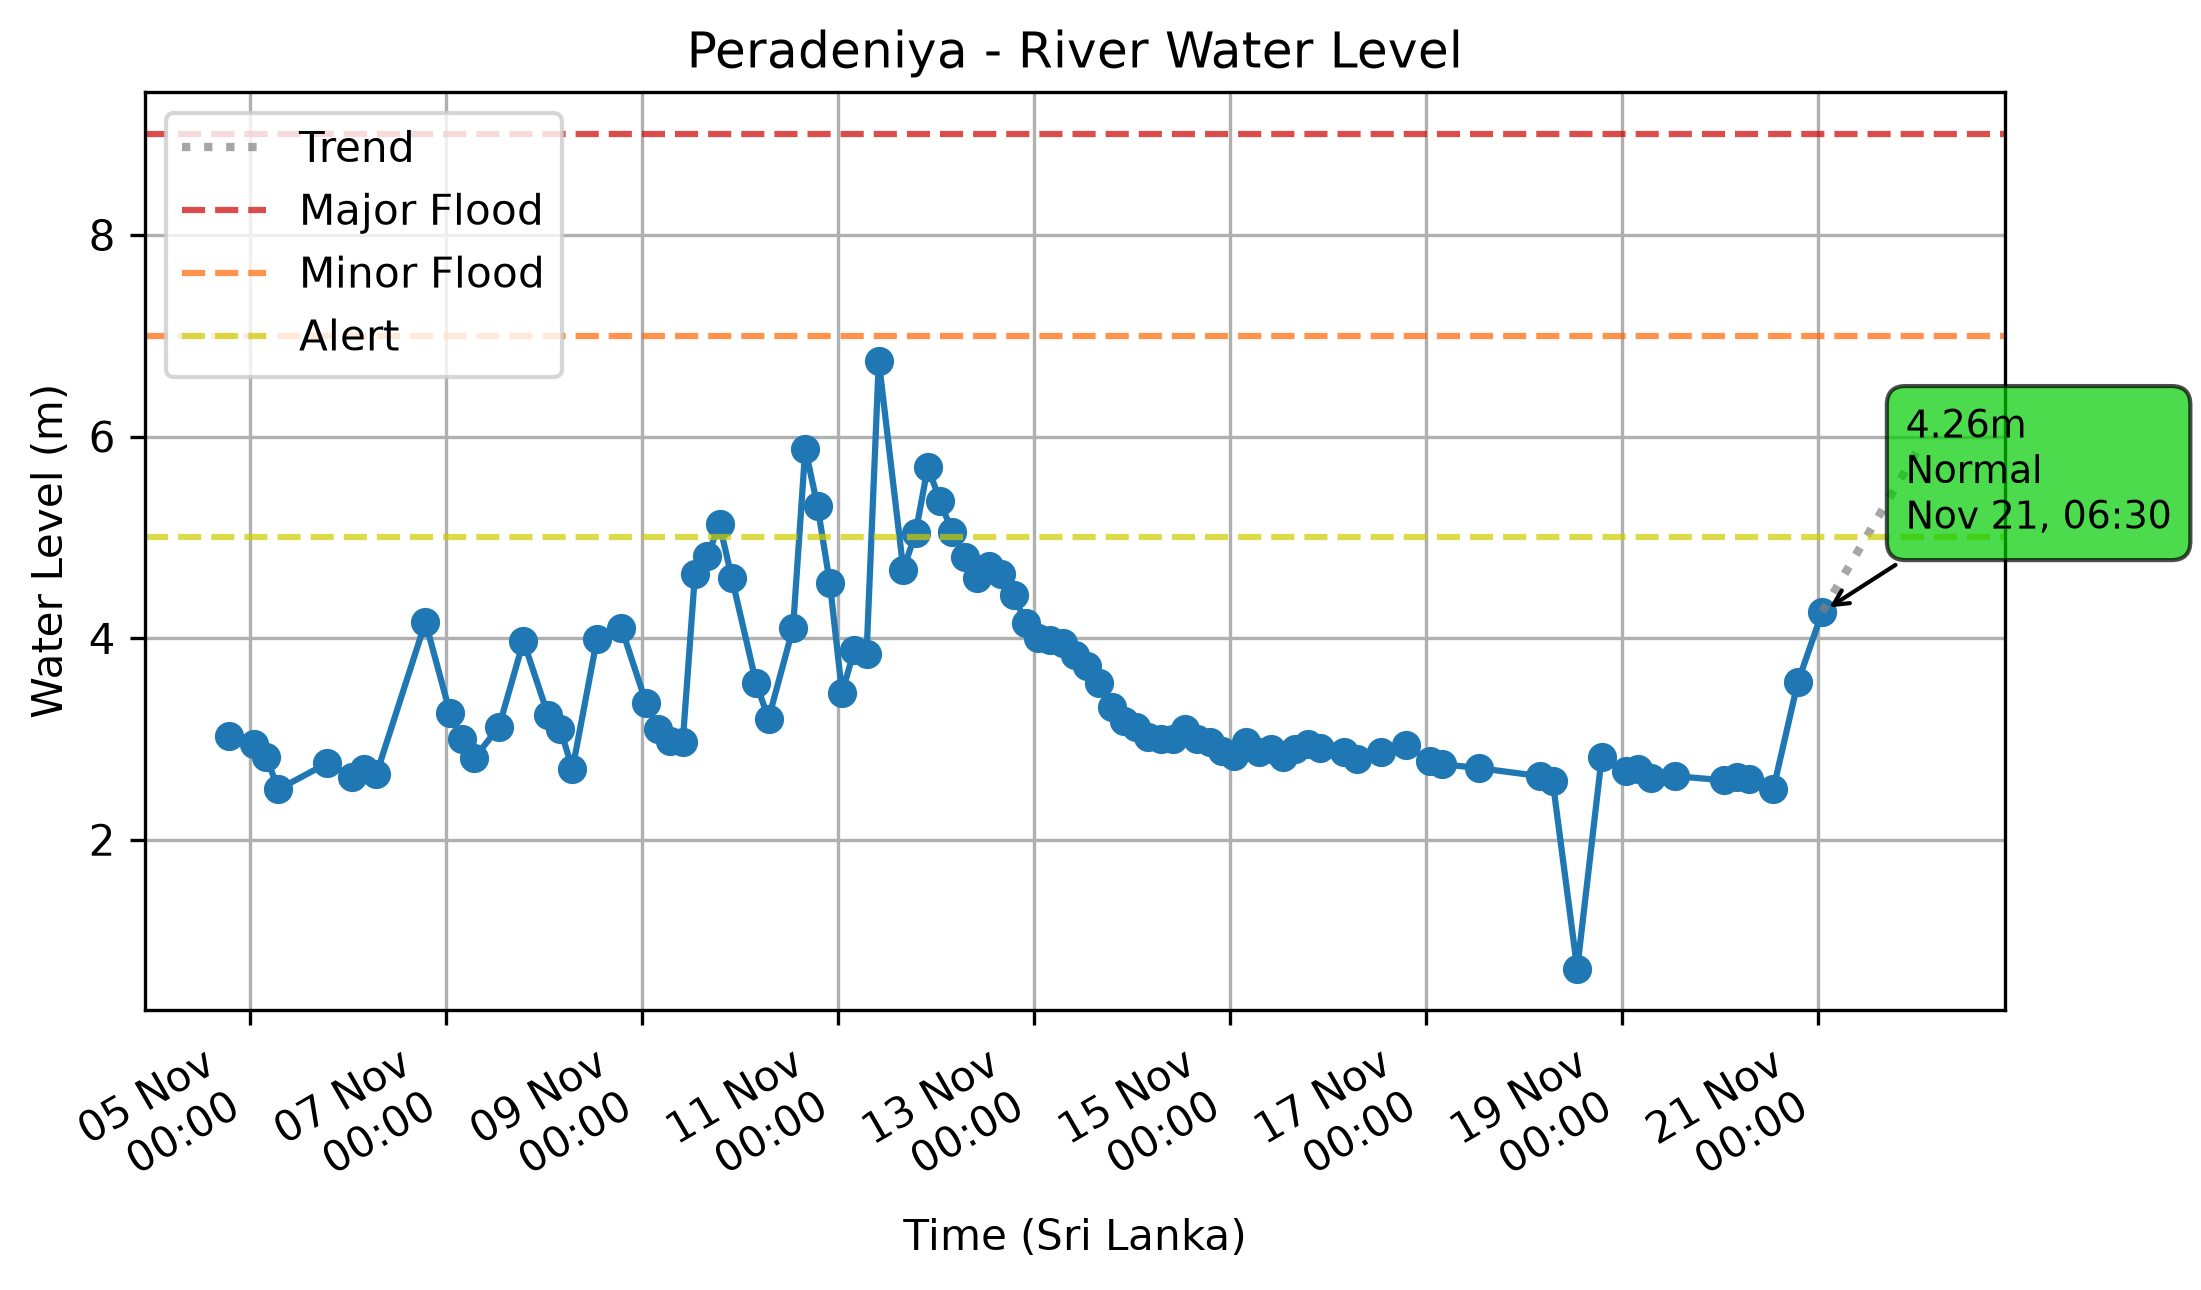 Peradeniya - River Water Level
Trend
Major Flood
Minor Flood
Alert
4.26m
Normal
Nov 21, 06:30
Water Level (m)
8
6
4
2
05 Nov
00:00
07 Nov
00:00
09 Nov
00:00
11 Nov
00:00
13 Nov
00:00
15 Nov
00:00
17 Nov
00:00
19 Nov
00:00
21 Nov
00:00
Time (Sri Lanka)